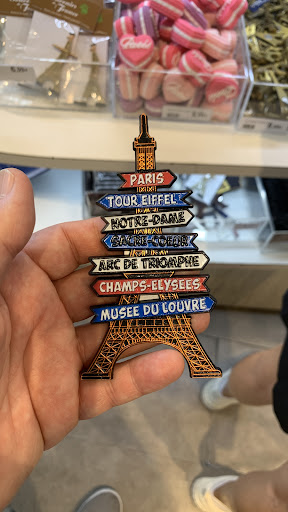 PARIS
TOUR EIFFEL
NOTRE-DAME
SACRE-COEUR
ARC DE TRIOMPHE
CHAMPS-ELYSEES
MUSEE DU LOUVRE